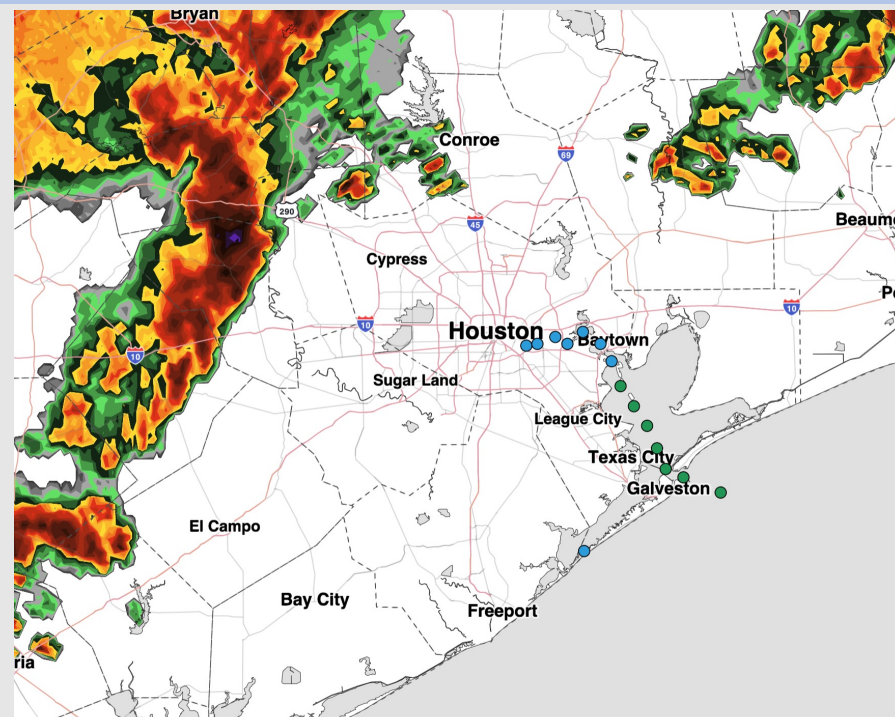 Bryan
Conroe
69
290
45
Beaum
Cypress
P
10
10
Houston
Baytown
10
Sugar Land
League City
Texas City
Galveston
El Campo
Bay City
Freeport
ria